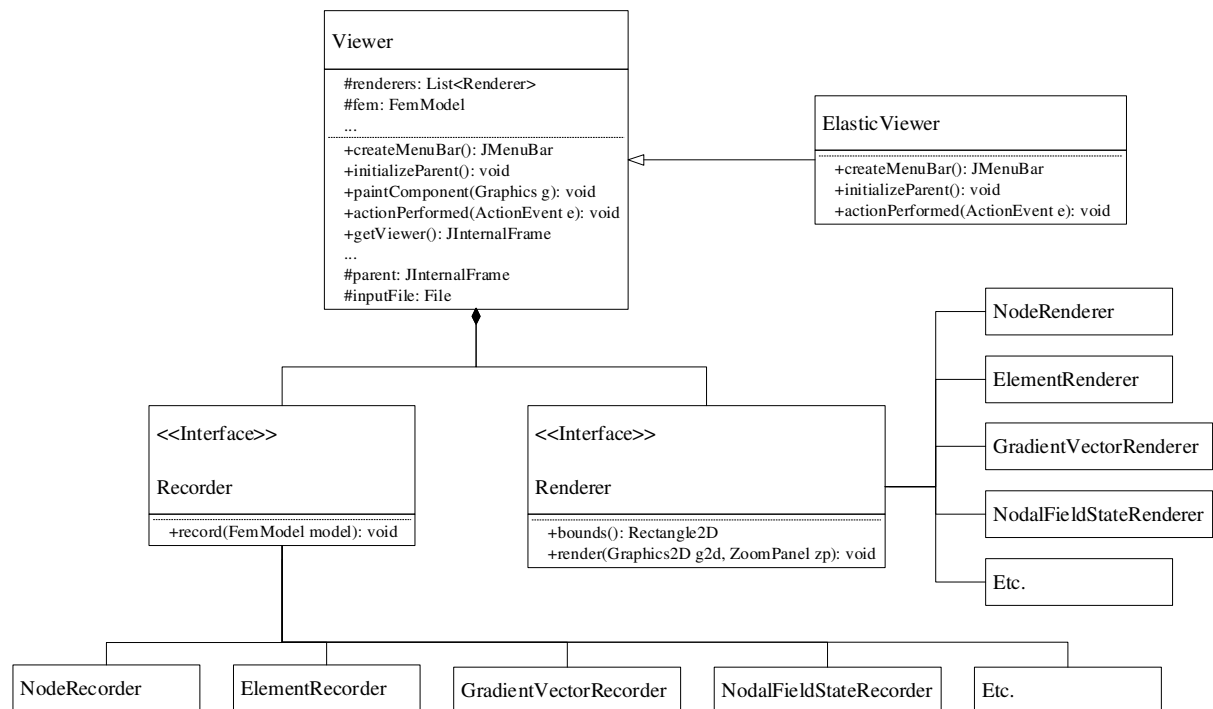 Viewer
#renderers: List<Renderer>
#fem: FemModel
...
+createMenuBar(): JMenuBar
+initializeParent(): void
+paintComponent(Graphics g): void
+actionPerformed(ActionEvent e): void
+getViewer(): JInternalFrame
...
#parent: JInternalFrame
#inputFile: File
ElasticViewer
+createMenuBar(): JMenuBar
+initializeParent(): void
+actionPerformed(ActionEvent e): void
<<Interface>>
Recorder
+record(FemModel model): void
<<Interface>>
Renderer
+bounds(): Rectangle2D
+render(Graphics2D g2d, ZoomPanel zp): void
NodeRenderer
ElementRenderer
GradientVectorRenderer
NodalFieldStateRenderer
Etc.
NodeRecorder
ElementRecorder
GradientVectorRecorder
NodalFieldStateRecorder
Etc.